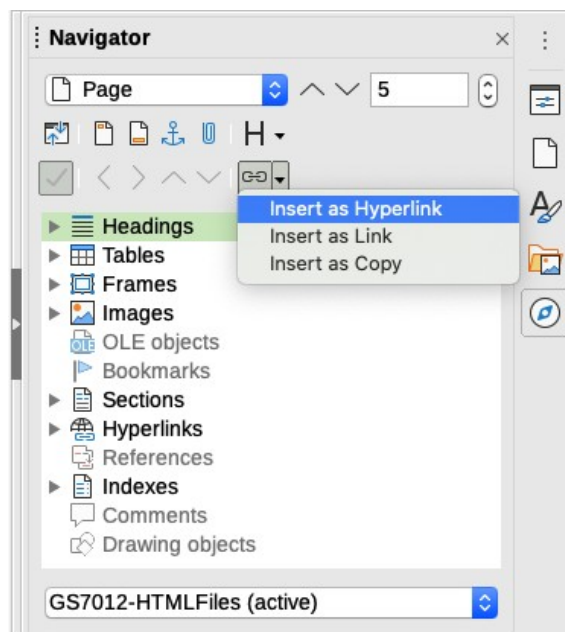 Navigator
Page 5
H
Insert as Hyperlink
Headings
Insert as Link
Tables
Insert as Copy
Frames
Images
OLE OLE objects
Bookmarks
Sections
Hyperlinks
References
Indexes
Comments
Drawing objects
GS7012-HTMLFiles (active)